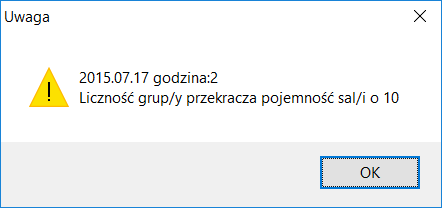 Uwaga
2015.07.17 godzina:2
Liczność grup/y przekracza pojemność sal/i o 10
OK